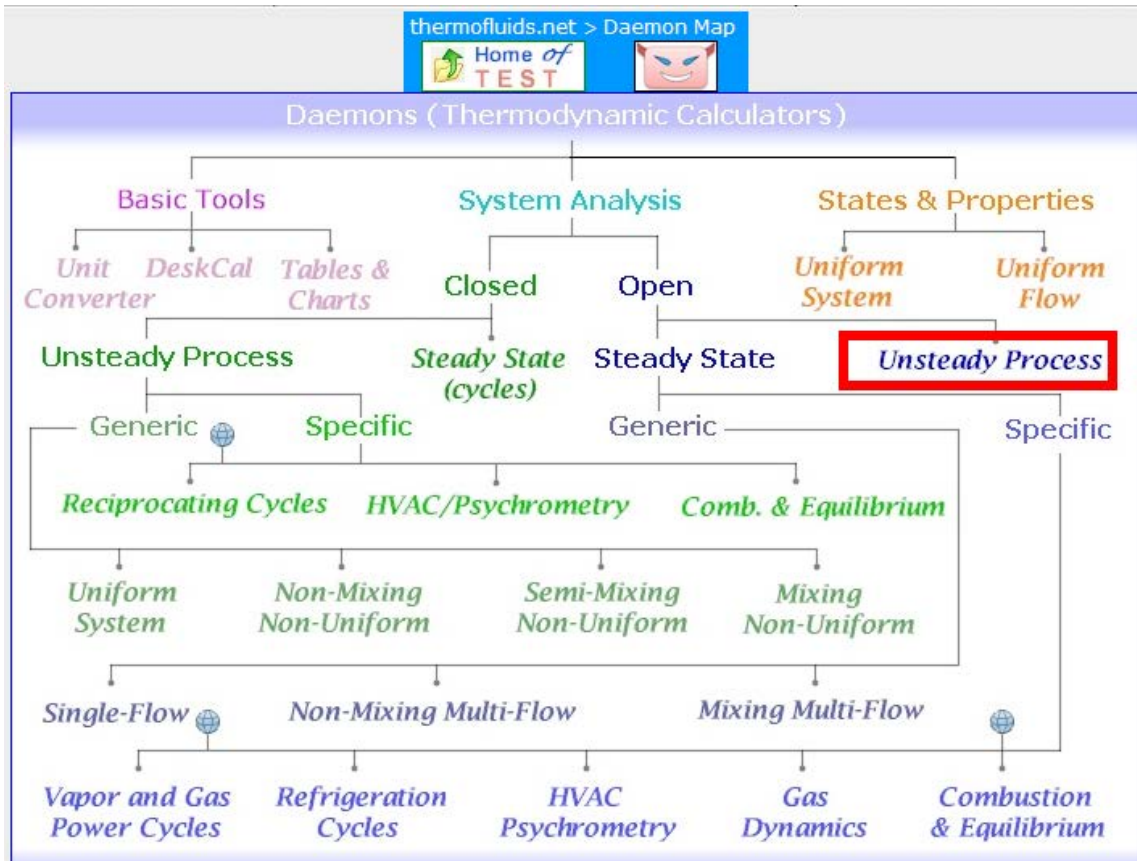 thermofluids.net > Daemon Map
Home of
TEST
Daemons (Thermodynamic Calculators)
Basic Tools
System Analysis
States & Properties
Unit
Converter
DeskCal
Tables &
Charts
Closed
Open
Uniform
System
Uniform
Flow
Unsteady Process
Steady State
(cycles)
Steady State
Unsteady Process
Generic
Specific
Generic
Specific
Reciprocating Cycles
HVAC/Psychrometry
Comb. & Equilibrium
Uniform
System
Non-Mixing
Non-Uniform
Semi-Mixing
Non-Uniform
Mixing
Non-Uniform
Single-Flow
Non-Mixing Multi-Flow
Mixing Multi-Flow
Vapor and Gas
Power Cycles
Refrigeration
Cycles
HVAC
Psychrometry
Gas
Dynamics
Combustion
& Equilibrium